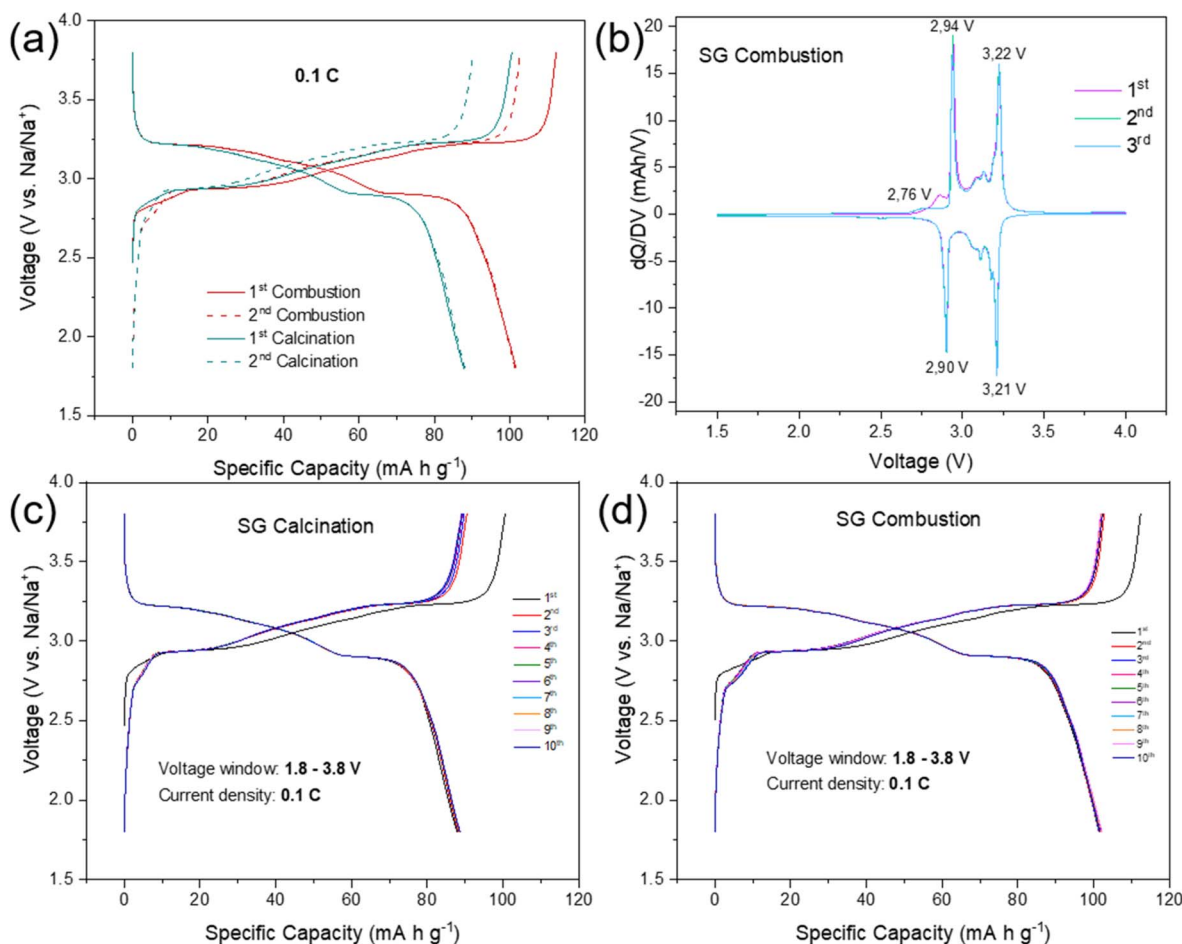 (a)
4.0
3.5
3.0
2.5
2.0
1.5
Voltage (V vs. Na/Na⁺)
0.1 C
1st Combustion
2nd Combustion
1st Calcination
2nd Calcination
0 20 40 60 80 100 120
Specific Capacity (mA h g⁻¹)
(b)
20
15
10
5
0
-5
-10
-15
-20
dQ/DV (mAh/V)
SG Combustion
2,94 V
3,22 V
2,76 V
2,90 V
3,21 V
1st
2nd
3rd
1.5 2.0 2.5 3.0 3.5 4.0
Voltage (V)
(c)
4.0
3.5
3.0
2.5
2.0
1.5
Voltage (V vs. Na/Na⁺)
SG Calcination
1st
2nd
3rd
4th
5th
6th
7th
8th
9th
10th
Voltage window: 1.8 - 3.8 V
Current density: 0.1 C
0 20 40 60 80 100 120
Specific Capacity (mA h g⁻¹)
(d)
4.0
3.5
3.0
2.5
2.0
1.5
Voltage (V vs. Na/Na⁺)
SG Combustion
1st
2nd
3rd
4th
5th
6th
7th
8th
9th
10th
Voltage window: 1.8 - 3.8 V
Current density: 0.1 C
0 20 40 60 80 100 120
Specific Capacity (mA h g⁻¹)